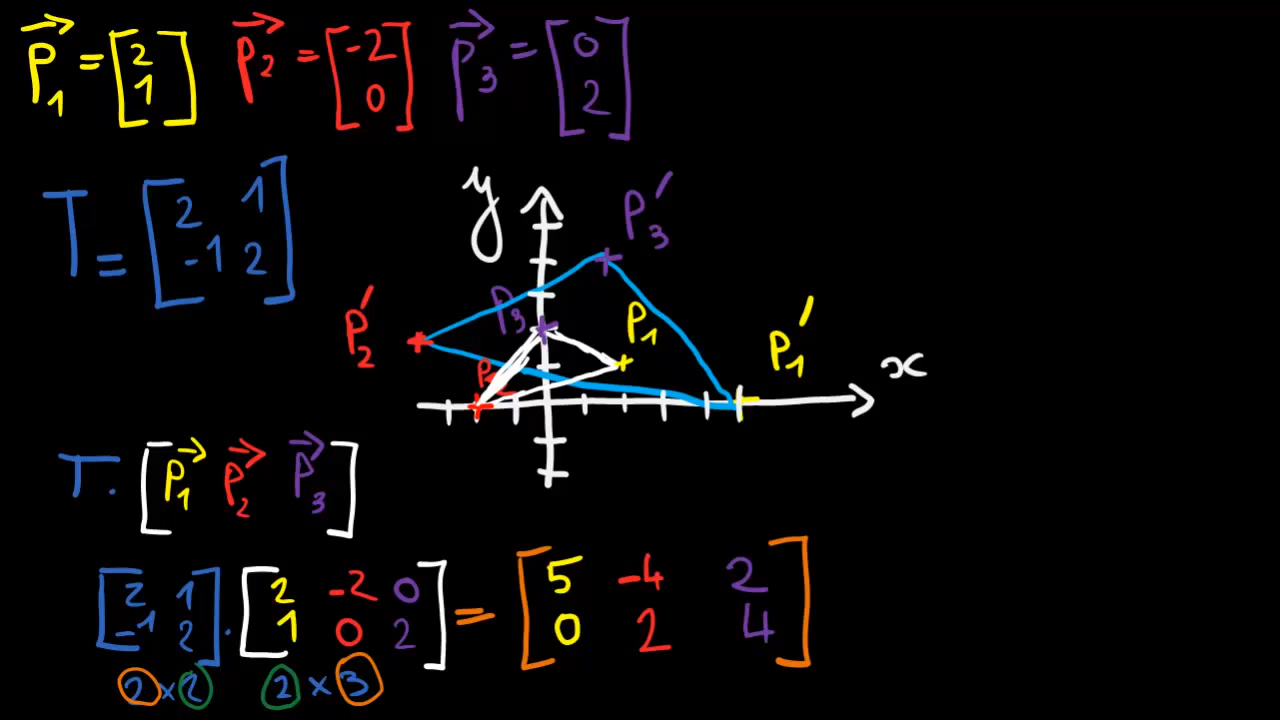 P₁ = [2 1] P₂ = [-2 0] P₃ = [0 2]
T = [2 1
-1 2]
y
P₃′
P₃
P₁
P₂′
P₁′
x
P₂
T. [P₁ P₂ P₃]
[2 1 -1 2] . [2 -2 0 1 0 2] = [5 -4 2 0 2 4]
2 × 2 2 × 3